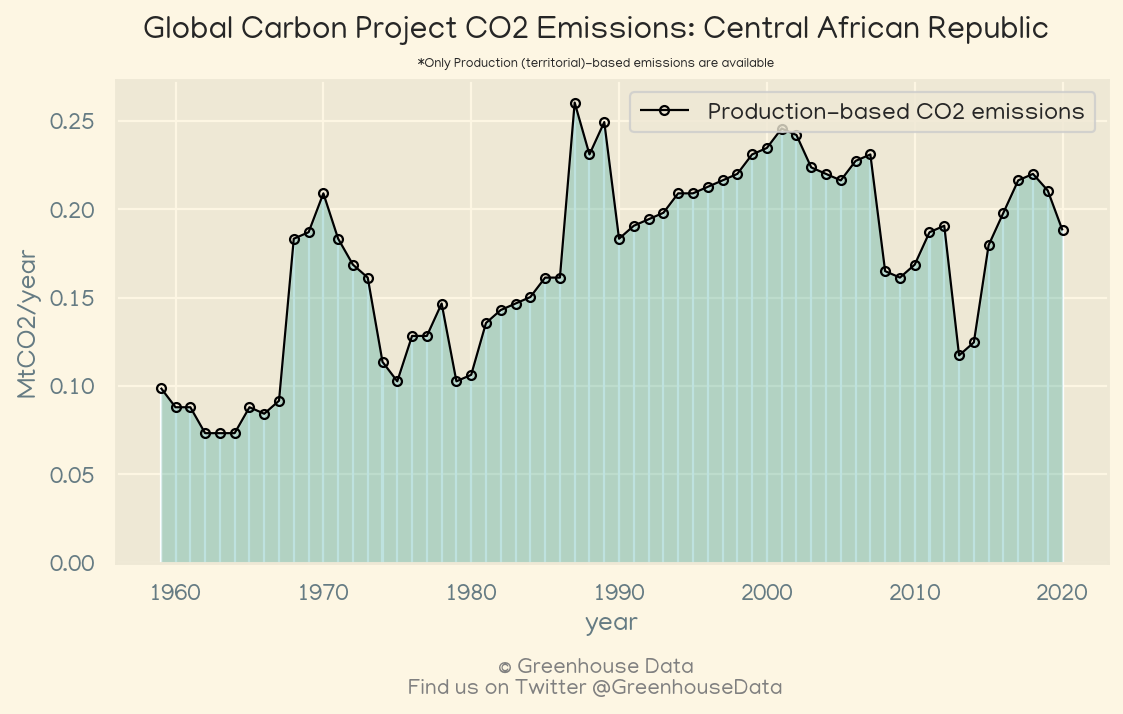 Global Carbon Project CO2 Emissions: Central African Republic
*Only Production (territorial)-based emissions are available
Production-based CO2 emissions
0.25
0.20
0.15
0.10
0.05
0.00
MtCO2/year
1960 1970 1980 1990 2000 2010 2020
year
© Greenhouse Data
Find us on Twitter @GreenhouseData